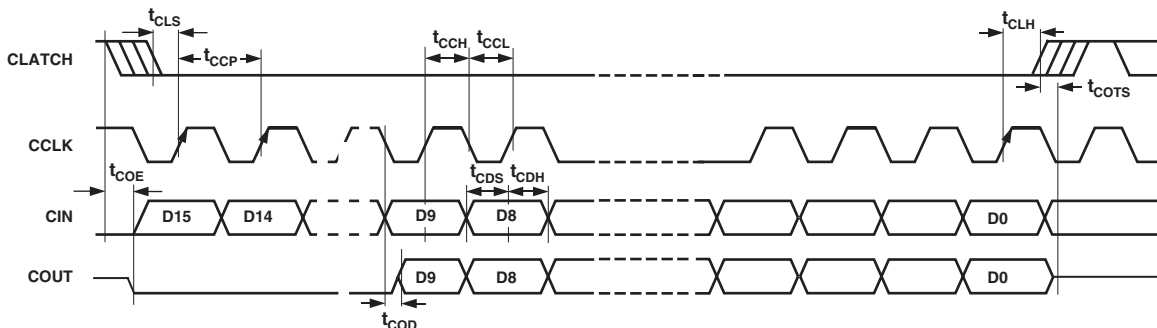 tCLS
tCCH tCCL
tCLH
tCCP
CLATCH
tCOTS
CCLK
tCOE
tCDS tCDH
CIN D15 D14 D9 D8 D0
COUT D9 D8 D0
tCOD